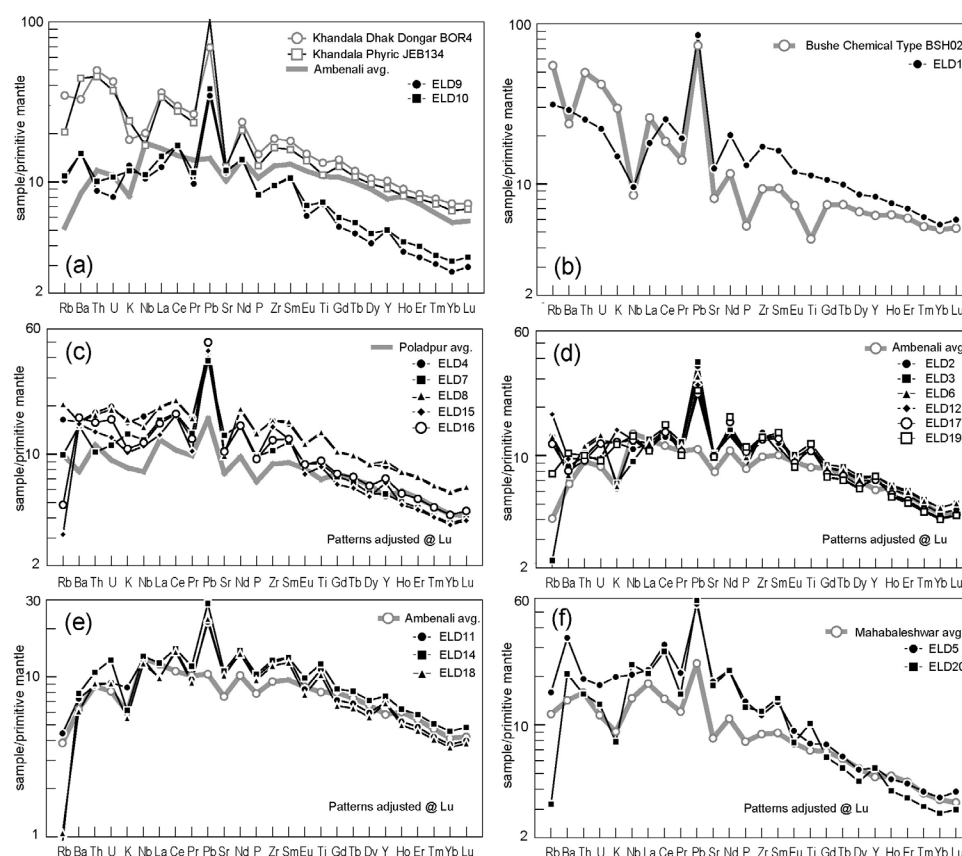 100
Khandala Dhak Dongar BOR4
Khandala Phyric JEB134
Ambenali avg.
ELD9
ELD10
sample/primitive mantle
10
(a)
2
Rb Ba Th U K Nb La Ce Pr Pb Sr Nd P Zr Sm Eu Ti Gd Tb Dy Y Ho Er Tm Yb Lu
100
Bushe Chemical Type BSH02
ELD1
sample/primitive mantle
10
(b)
2
Rb Ba Th U K Nb La Ce Pr Pb Sr Nd P Zr Sm Eu Ti Gd Tb Dy Y Ho Er Tm Yb Lu
60
(c)
Poladpur avg.
ELD4
ELD7
ELD8
ELD15
ELD16
sample/primitive mantle
10
Patterns adjusted @ Lu
2
Rb Ba Th U K Nb La Ce Pr Pb Sr Nd P Zr Sm Eu Ti Gd Tb Dy Y Ho Er Tm Yb Lu
60
(d)
Ambenali avg
ELD2
ELD3
ELD6
ELD12
ELD17
ELD19
sample/primitive mantle
10
Patterns adjusted @ Lu
2
Rb Ba Th U K Nb La Ce Pr Pb Sr Nd P Zr Sm Eu Ti Gd Tb Dy Y Ho Er Tm Yb Lu
30
(e)
Ambenali avg.
ELD11
ELD14
ELD18
sample/primitive mantle
10
Patterns adjusted @ Lu
1
Rb Ba Th U K Nb La Ce Pr Pb Sr Nd P Zr Sm Eu Ti Gd Tb Dy Y Ho Er Tm Yb Lu
60
(f)
Mahabaleshwar avg
ELD5
ELD20
sample/primitive mantle
10
Patterns adjusted @ Lu
2
Rb Ba Th U K Nb La Ce Pr Pb Sr Nd P Zr Sm Eu Ti Gd Tb Dy Y Ho Er Tm Yb Lu